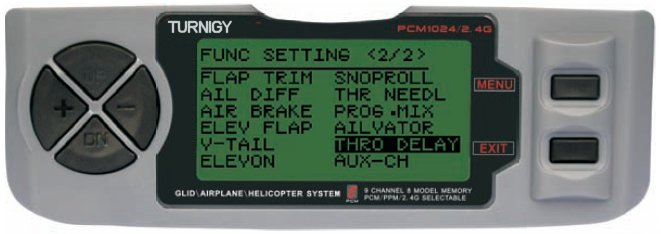 TURNIGY
PCM1024/2.4G
FUNC SETTING <2/2>
FLAP TRIM SNOPROLL
AIL DIFF THR NEEDL
AIR BRAKE PROG.MIX
ELEV FLAP AILVATOR
V-TAIL THRO DELAY
ELEVON AUX-CH
UP
+
-
DN
MENU
EXIT
GLID\AIRPLANE\HELICOPTER SYSTEM
PCM
9 CHANNEL 8 MODEL MEMORY
PCM/PPM/2.4G SELECTABLE